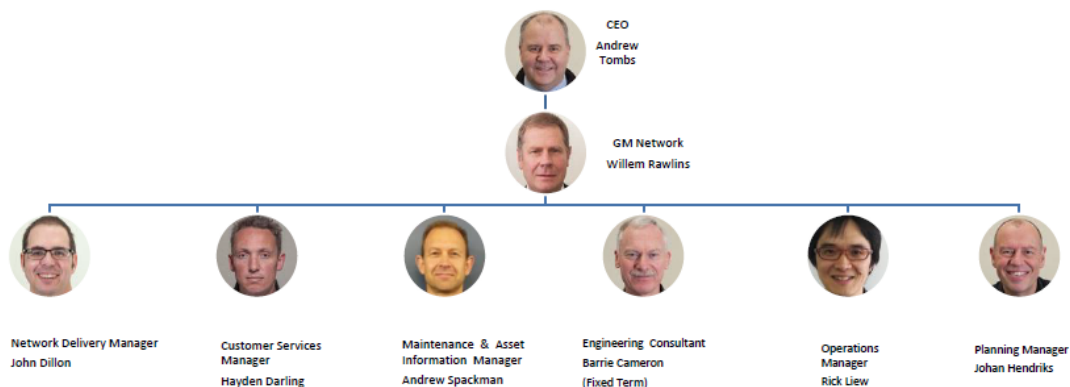 CEO
Andrew
Tombs
GM Network
Willem Rawlins
Network Delivery Manager
John Dillon
Customer Services
Manager
Hayden Darling
Maintenance & Asset
Information Manager
Andrew Spackman
Engineering Consultant
Barrie Cameron
(Fixed Term)
Operations
Manager
Rick Liew
Planning Manager
Johan Hendriks